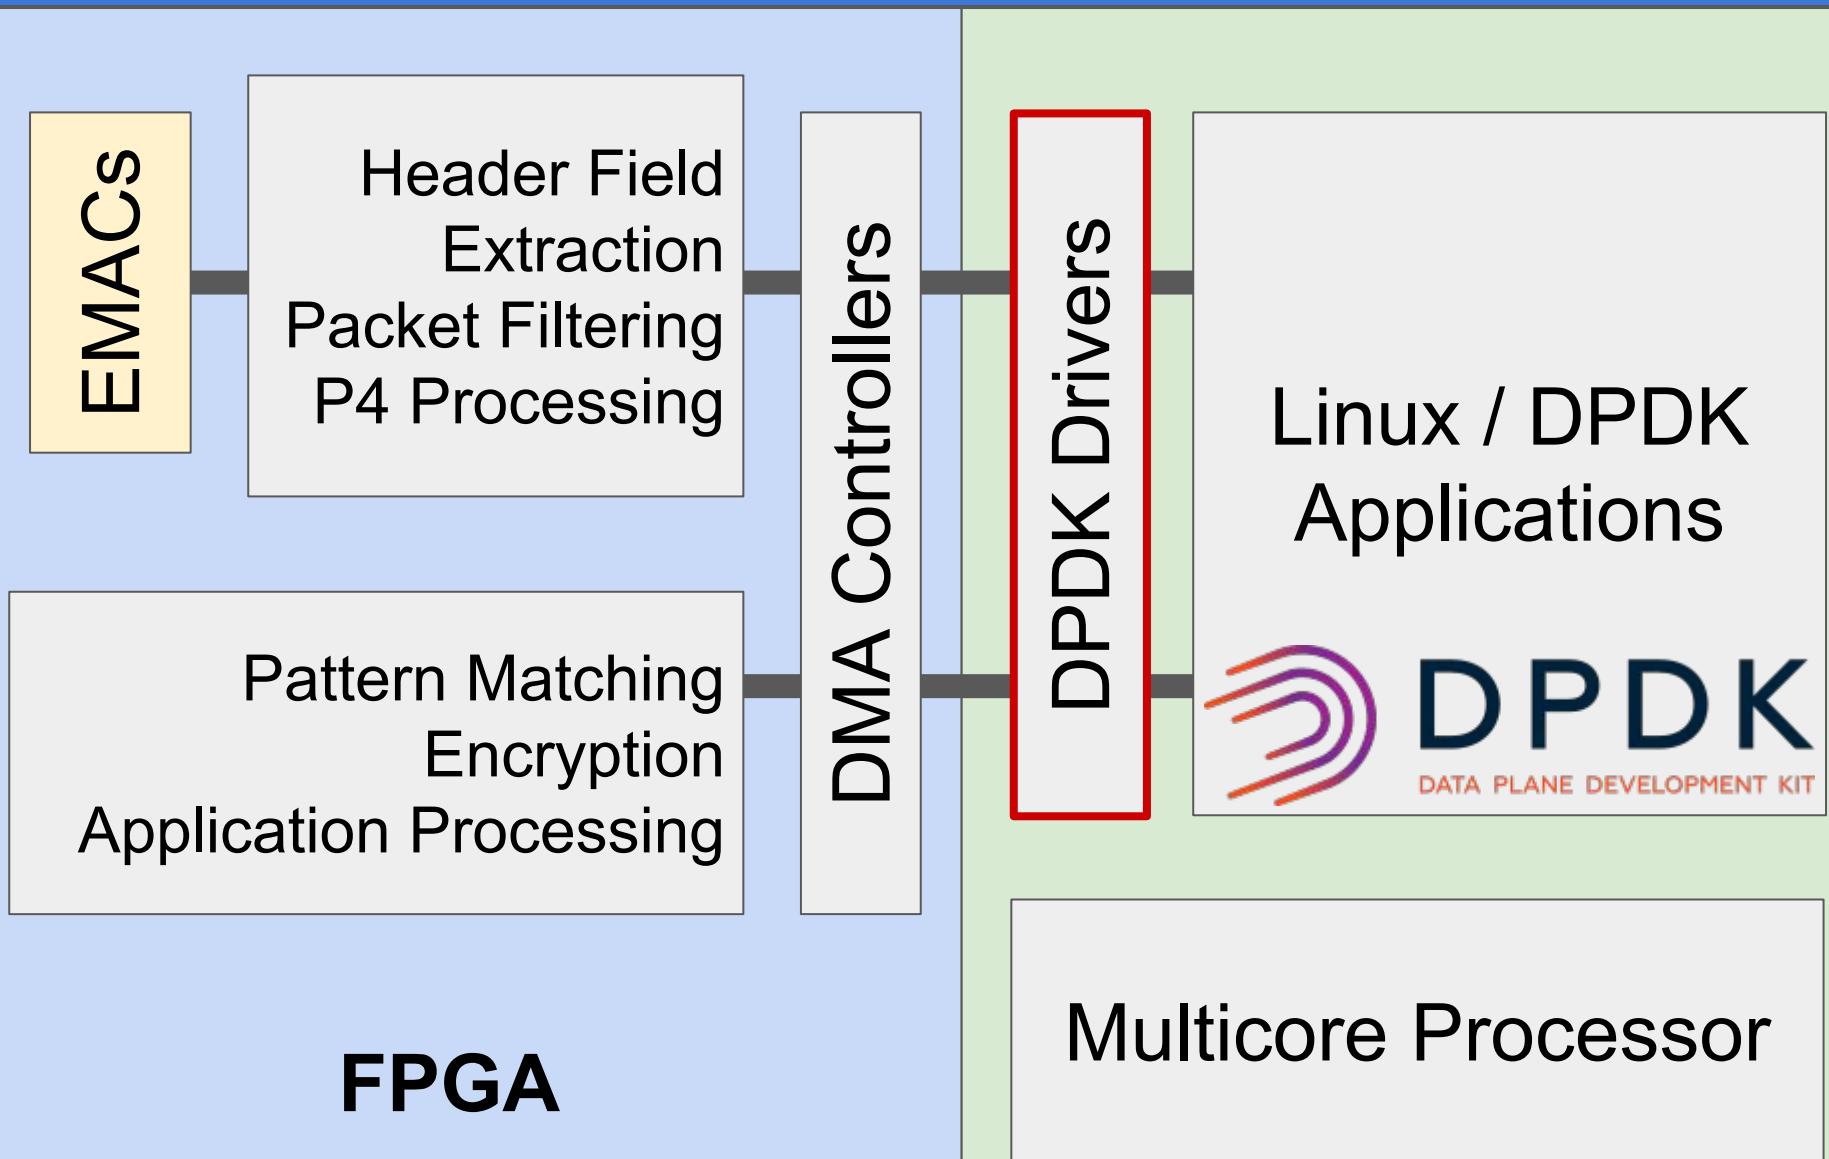 EMACs
Header Field
Extraction
Packet Filtering
P4 Processing
Pattern Matching
Encryption
Application Processing
DMA Controllers
FPGA
DPDK Drivers
Linux / DPDK
Applications
DPDK
DATA PLANE DEVELOPMENT KIT
Multicore Processor